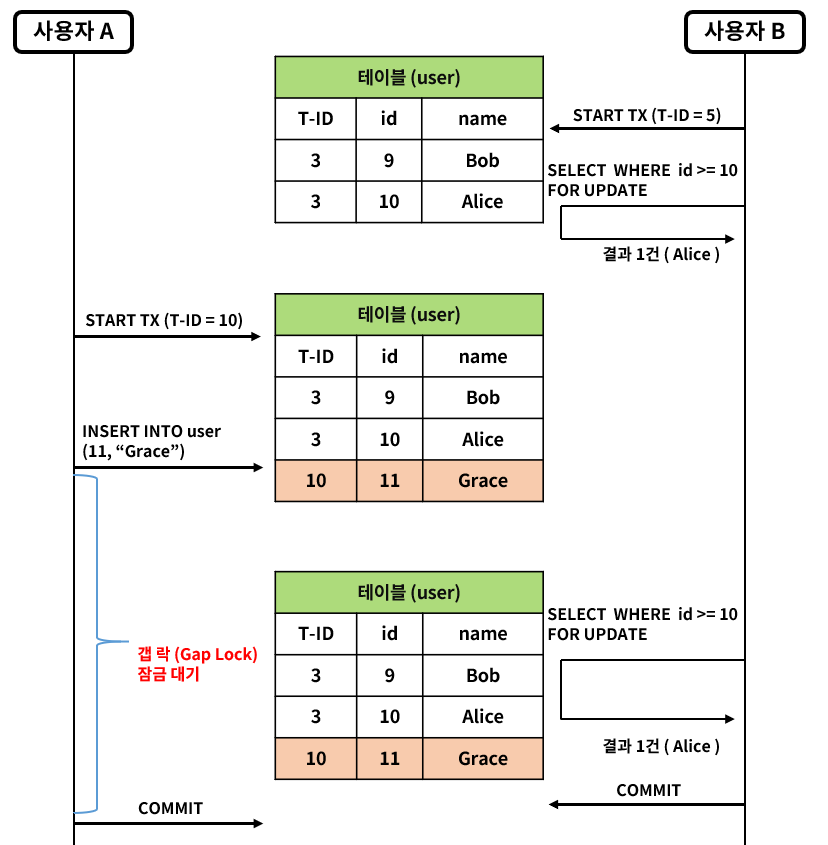 사용자 A
사용자 B
테이블 (user)
T-ID id name
3 9 Bob
3 10 Alice
START TX (T-ID = 5)
SELECT WHERE id >= 10
FOR UPDATE
결과 1건 ( Alice )
START TX (T-ID = 10)
INSERT INTO user
(11, “Grace”)
테이블 (user)
T-ID id name
3 9 Bob
3 10 Alice
10 11 Grace
갭 락 (Gap Lock)
잠금 대기
테이블 (user)
T-ID id name
3 9 Bob
3 10 Alice
10 11 Grace
SELECT WHERE id >= 10
FOR UPDATE
결과 1건 ( Alice )
COMMIT
COMMIT